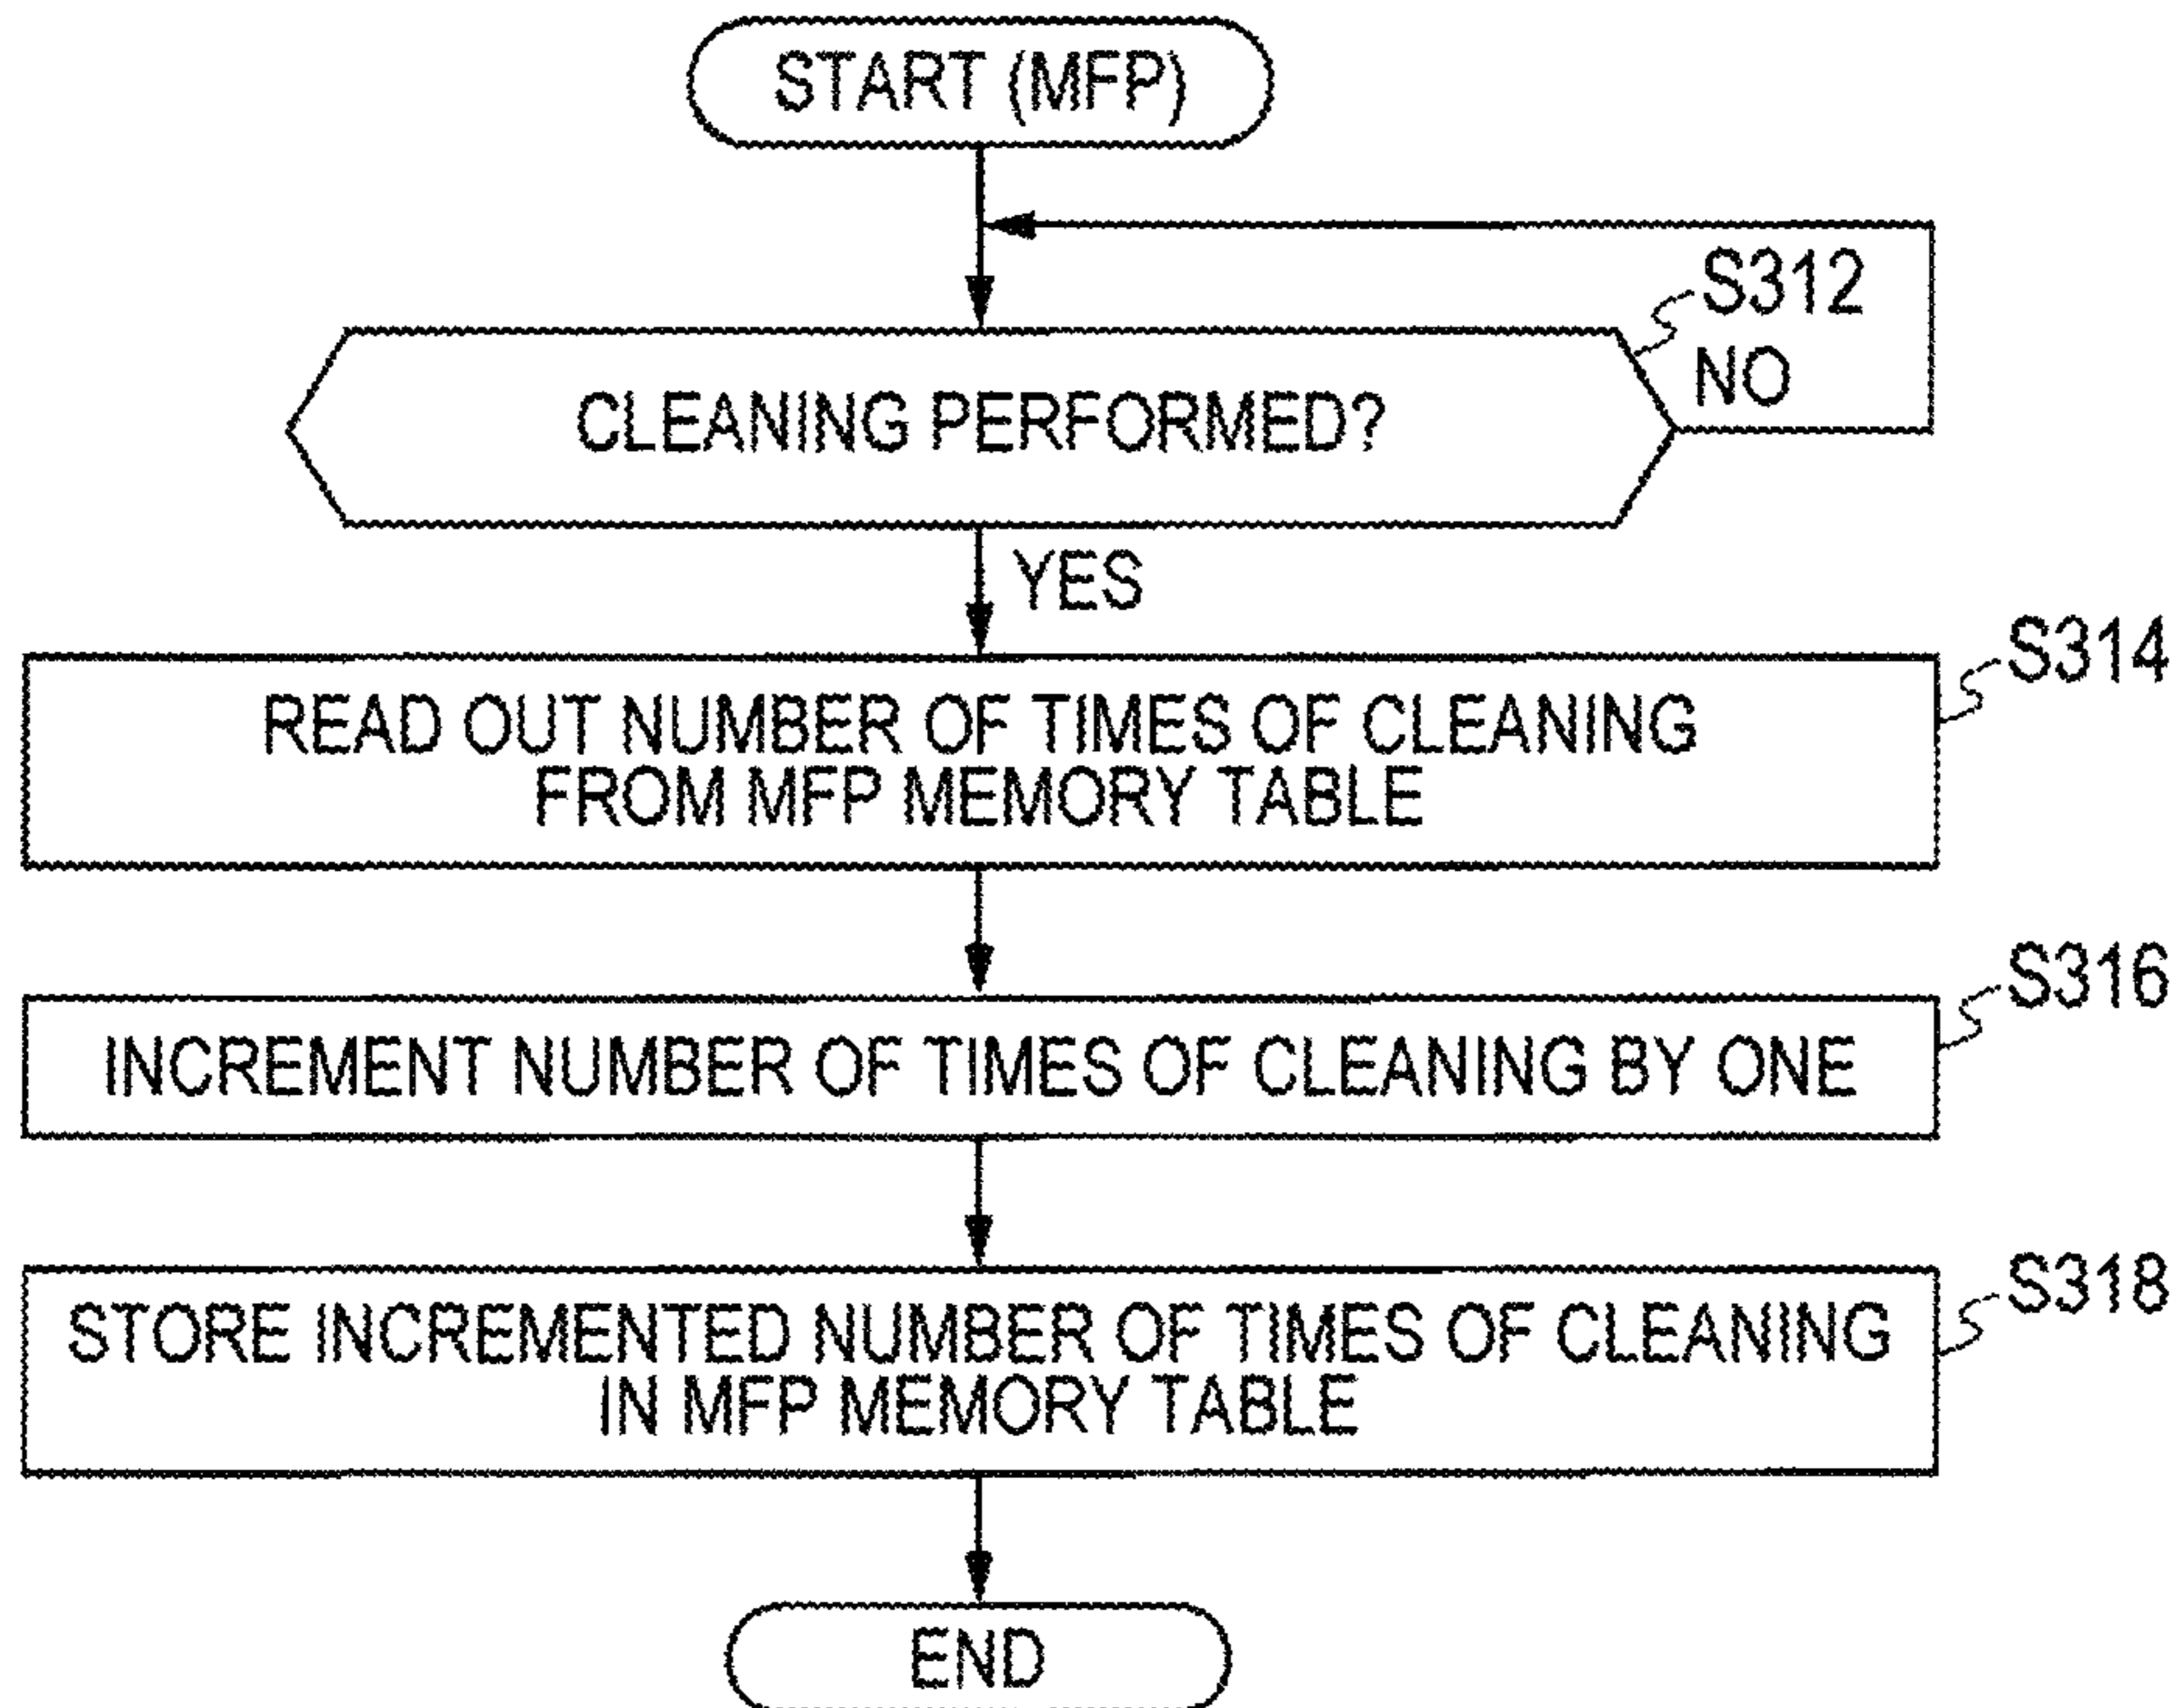 START (MFP)
S312
NO
CLEANING PERFORMED?
YES
S314
READ OUT NUMBER OF TIMES OF CLEANING
FROM MFP MEMORY TABLE
S316
INCREMENT NUMBER OF TIMES OF CLEANING BY ONE
S318
STORE INCREMENTED NUMBER OF TIMES OF CLEANING
IN MFP MEMORY TABLE
END